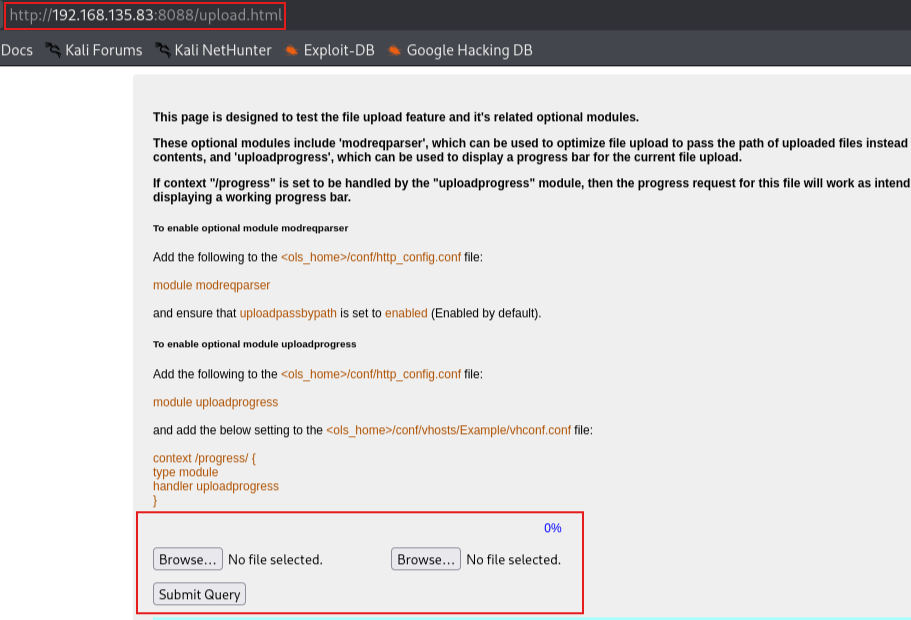 http://192.168.135.83:8088/upload.html
Docs Kali Forums Kali NetHunter Exploit-DB Google Hacking DB
This page is designed to test the file upload feature and it's related optional modules.
These optional modules include 'modreqparser', which can be used to optimize file upload to pass the path of uploaded files instead
contents, and 'uploadprogress', which can be used to display a progress bar for the current file upload.
If context "/progress" is set to be handled by the "uploadprogress" module, then the progress request for this file will work as intend
displaying a working progress bar.
To enable optional module modreqparser
Add the following to the <ols_home>/conf/http_config.conf file:
module modreqparser
and ensure that uploadpassbypath is set to enabled (Enabled by default).
To enable optional module uploadprogress
Add the following to the <ols_home>/conf/http_config.conf file:
module uploadprogress
and add the below setting to the <ols_home>/conf/vhosts/Example/vhconf.conf file:
context /progress/ {
type module
handler uploadprogress
}
0%
Browse... No file selected. Browse... No file selected.
Submit Query